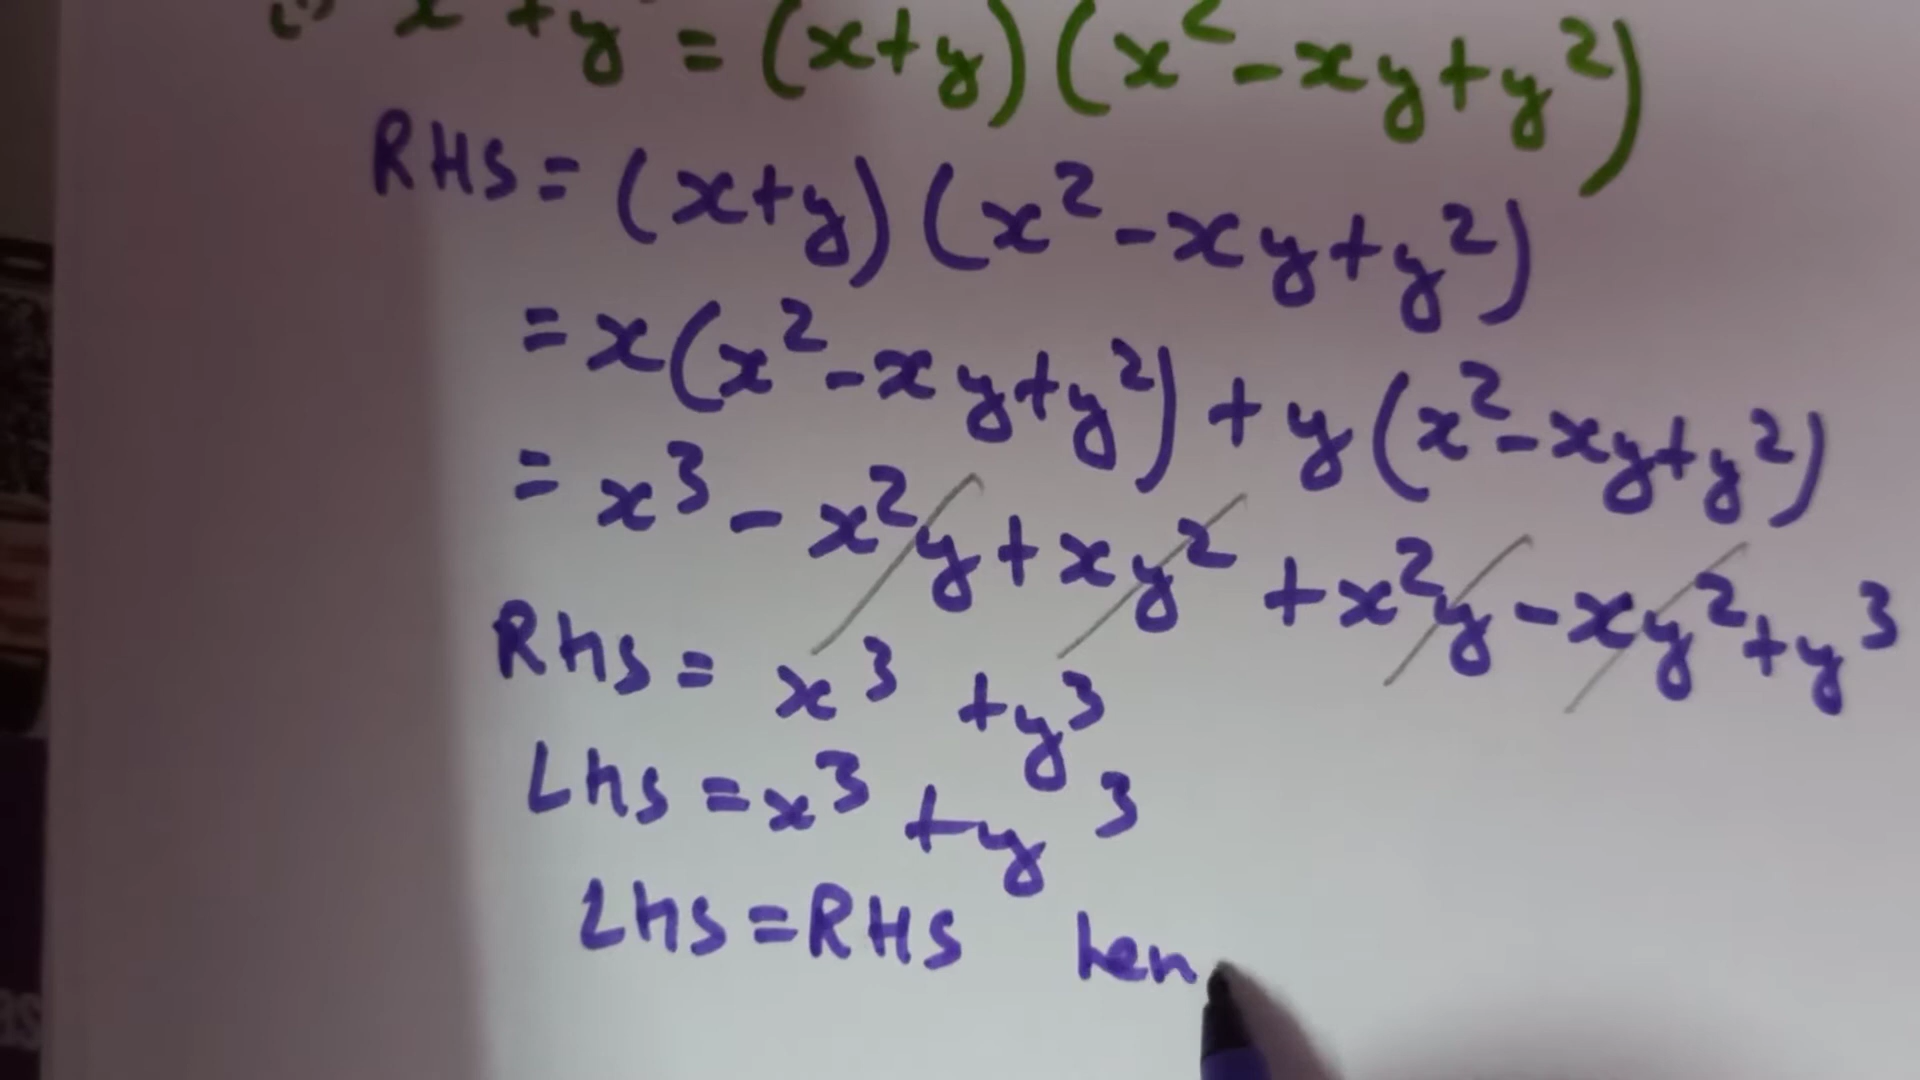 x + y = (x+y)(x²-xy+y²)
RHS = (x+y)(x²-xy+y²)
= x(x²-xy+y²) + y(x²-xy+y²)
= x³ - x²y + xy² + x²y - xy² + y³
Rhs = x³ + y³
Lhs = x³ + y³
Lhs = RHS hen